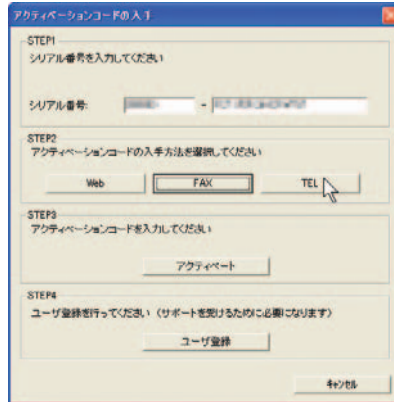 アクティベーションコードの入手
STEP1
シリアル番号を入力してください
シリアル番号: -
STEP2
アクティベーションコードの入手方法を選択してください
Web FAX TEL
STEP3
アクティベーションコードを入力してください
アクティベート
STEP4
ユーザ登録を行ってください（サポートを受けるために必要になります）
ユーザ登録
キャンセル